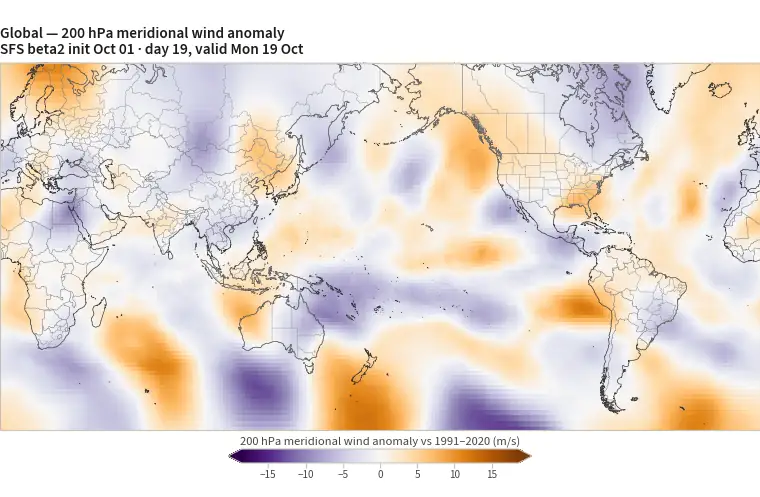 Global — 200 hPa meridional wind anomaly
SFS beta2 init Oct 01 · day 19, valid Mon 19 Oct
200 hPa meridional wind anomaly vs 1991–2020 (m/s)
−15 −10 −5 0 5 10 15